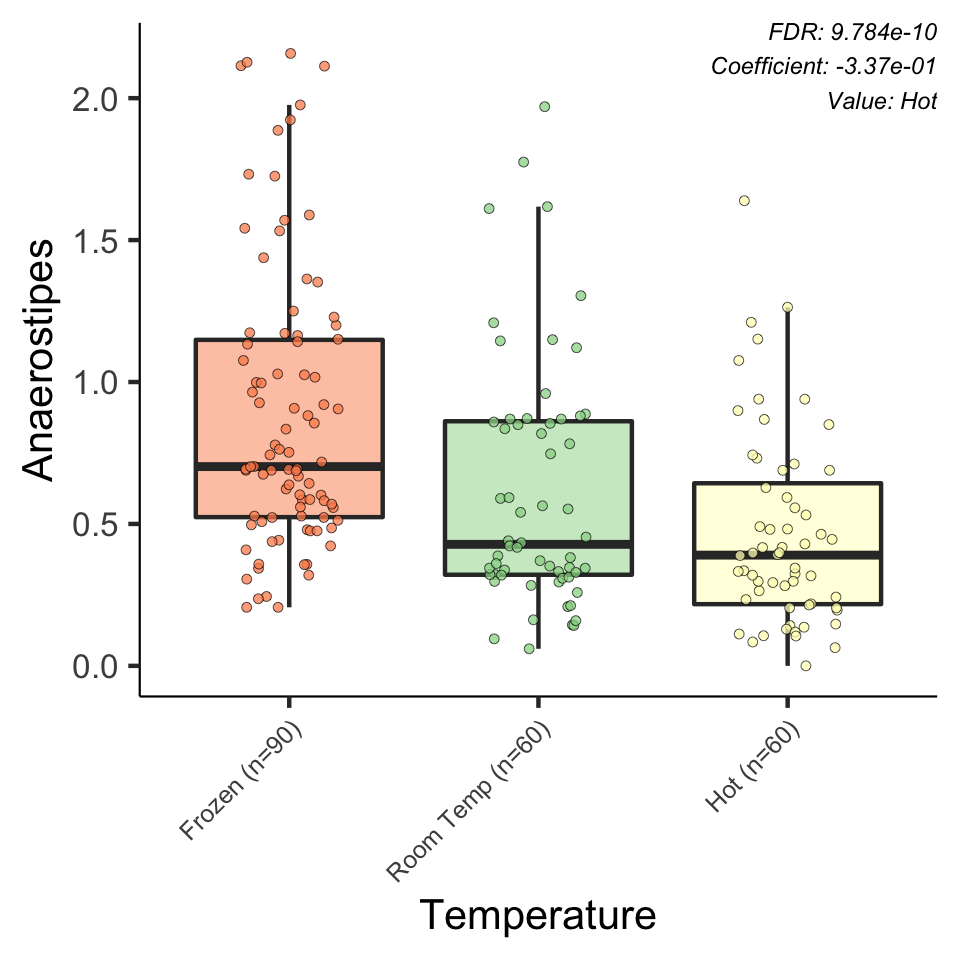 FDR: 9.784e-10
Coefficient: -3.37e-01
Value: Hot
Anaerostipes
2.0
1.5
1.0
0.5
0.0
Frozen (n=90)
Room Temp (n=60)
Hot (n=60)
Temperature